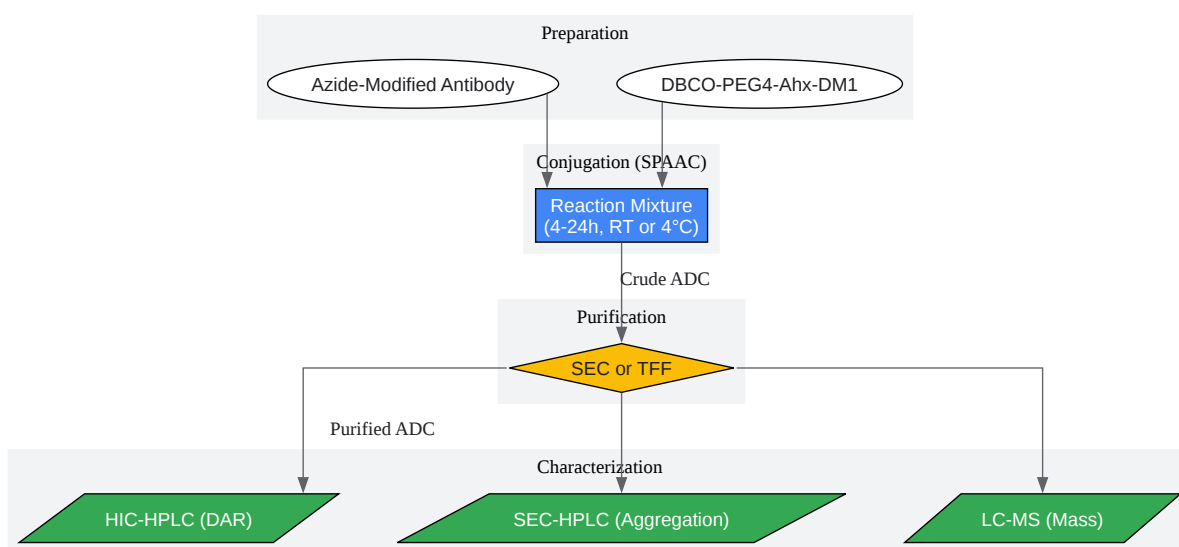 Preparation
Azide-Modified Antibody
DBCO-PEG4-Ahx-DM1
Conjugation (SPAAC)
Reaction Mixture
(4-24h, RT or 4°C)
Crude ADC
Purification
SEC or TFF
Purified ADC
Characterization
HIC-HPLC (DAR)
SEC-HPLC (Aggregation)
LC-MS (Mass)